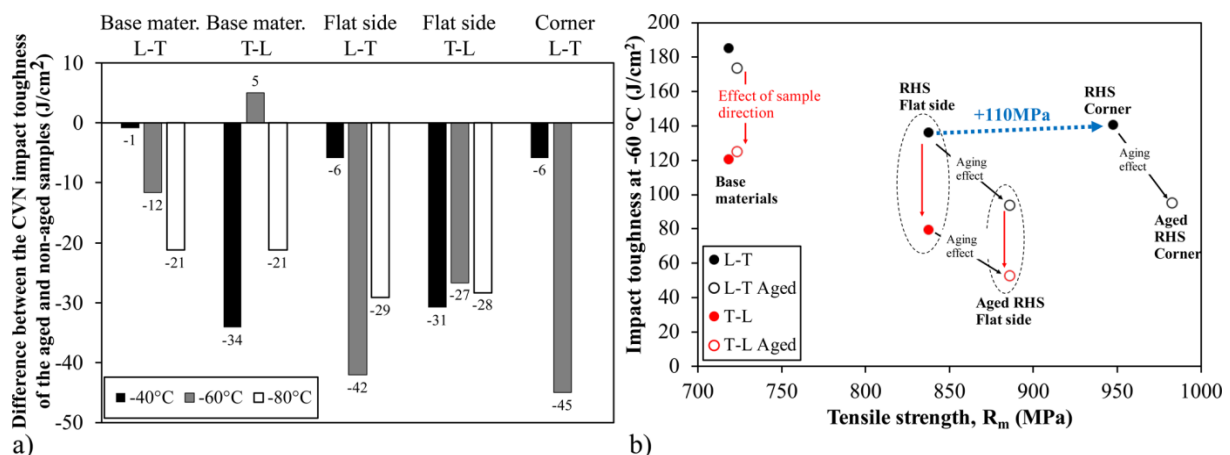 Base mater. Base mater. Flat side Flat side Corner
L-T T-L L-T T-L L-T
Difference between the CVN impact toughness
of the aged and non-aged samples (J/cm²)
10
0
-10
-20
-30
-40
-50
-1
-12
-21
-34
5
-21
-6
-42
-29
-31
-27
-28
-6
-45
-40°C -60°C -80°C
a)
Impact toughness at -60 °C (J/cm²)
200
180
160
140
120
100
80
60
40
20
0
Effect of sample
direction
Base
materials
RHS
Flat side
+110MPa
RHS
Corner
Aging
effect
Aging
effect
Aging
effect
Aged
RHS
Corner
Aged RHS
Flat side
L-T
L-T Aged
T-L
T-L Aged
700 750 800 850 900 950 1000
Tensile strength, Rₘ (MPa)
b)